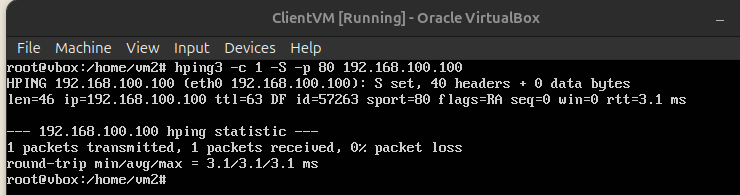 ClientVM [Running] - Oracle VirtualBox
File Machine View Input Devices Help
root@vbox:/home/vm2# hping3 -c 1 -S -p 80 192.168.100.100
HPING 192.168.100.100 (eth0 192.168.100.100): S set, 40 headers + 0 data bytes
len=46 ip=192.168.100.100 ttl=63 DF id=57263 sport=80 flags=RA seq=0 win=0 rtt=3.1 ms
--- 192.168.100.100 hping statistic ---
1 packets transmitted, 1 packets received, 0% packet loss
round-trip min/avg/max = 3.1/3.1/3.1 ms
root@vbox:/home/vm2#